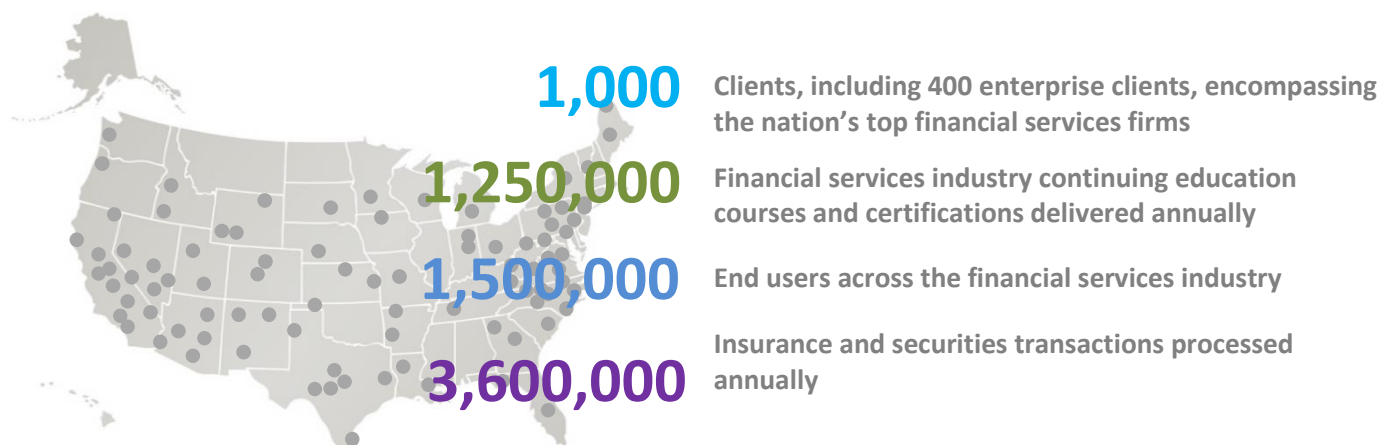 1,000
Clients, including 400 enterprise clients, encompassing
the nation's top financial services firms
1,250,000
Financial services industry continuing education
courses and certifications delivered annually
1,500,000
End users across the financial services industry
3,600,000
Insurance and securities transactions processed
annually